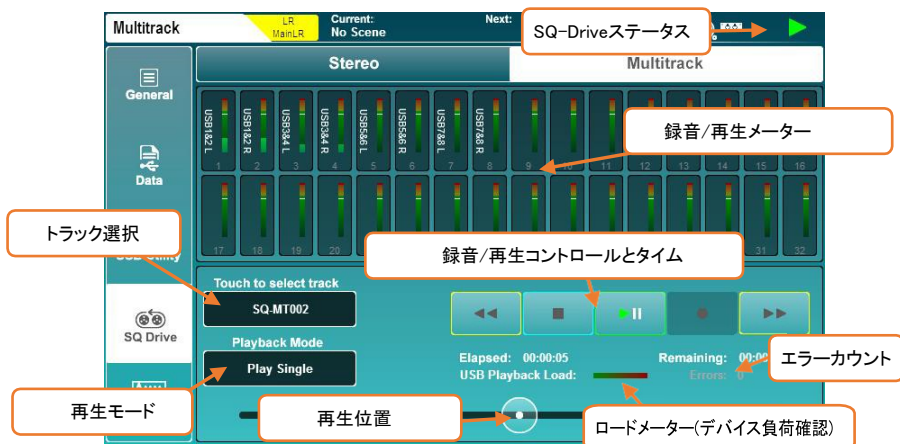 Multitrack
LR
MainLR
Current:
No Scene
Next:
SQ-Driveステータス
General
Data
SQ Drive
Stereo
Multitrack
USB1&2 L
USB1&2 R
USB3&4 L
USB3&4 R
USB5&6 L
USB5&6 R
USB7&8 L
USB7&8 R
1 2 3 4 5 6 7 8 9 10 11 12 13 14 15 16
録音/再生メーター
17 18 19 20 31 32
トラック選択
録音/再生コントロールとタイム
Touch to select track
SQ-MT002
Playback Mode
Play Single
Elapsed: 00:00:05
Remaining:
USB Playback Load:
Errors: 0
エラーカウント
再生モード
再生位置
ロードメーター(デバイス負荷確認)